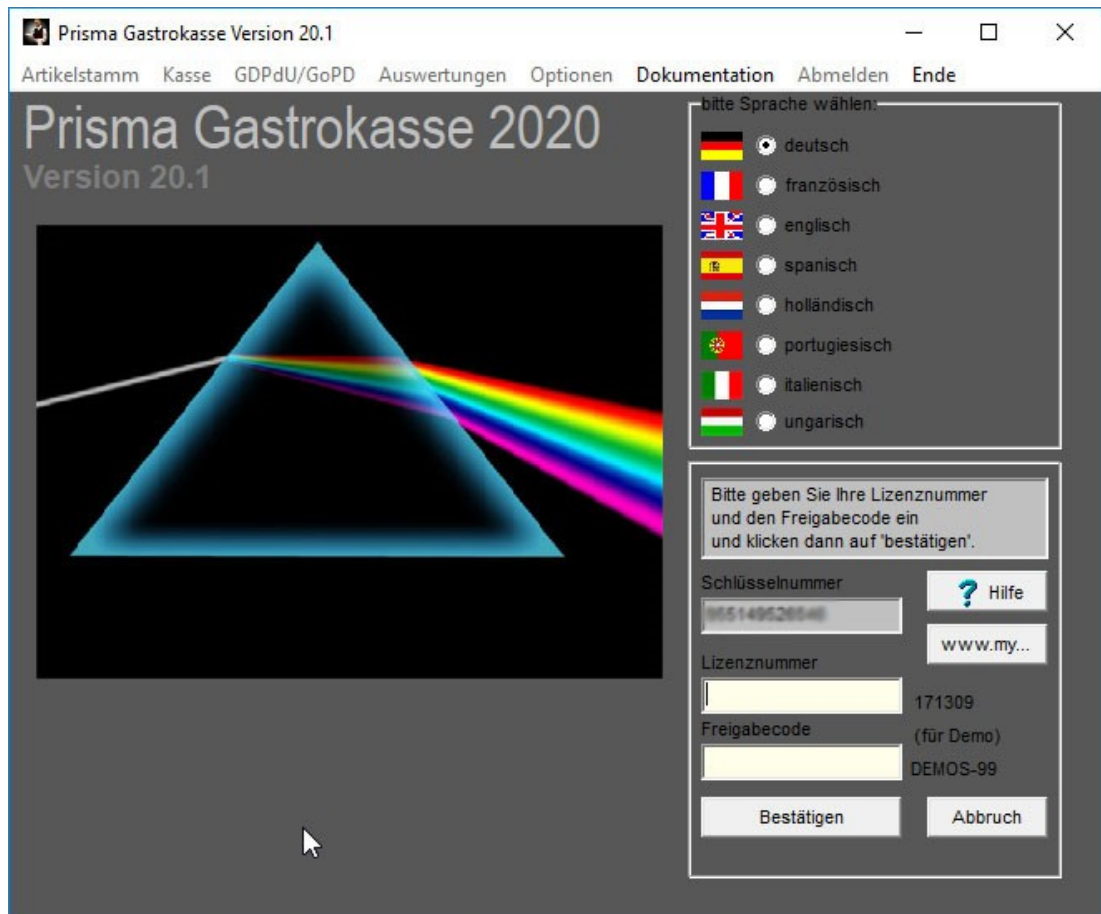 Prisma Gastrokasse Version 20.1
Artikelstamm Kasse GDPdU/GoPD Auswertungen Optionen Dokumentation Abmelden Ende
Prisma Gastrokasse 2020
Version 20.1
bitte Sprache wählen:
deutsch
französisch
englisch
spanisch
holländisch
portugiesisch
italienisch
ungarisch
Bitte geben Sie Ihre Lizenznummer
und den Freigabecode ein
und klicken dann auf 'bestätigen'.
Schlüsselnummer
? Hilfe
www.my...
Lizenznummer
171309
Freigabecode
(für Demo)
DEMOS-99
Bestätigen
Abbruch